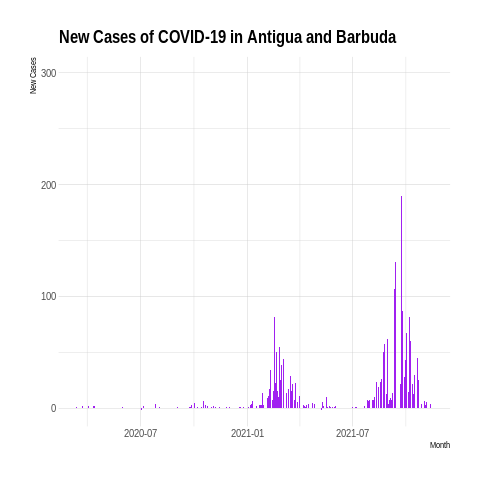 New Cases of COVID-19 in Antigua and Barbuda
New Cases
300
200
100
0
2020-07 2021-01 2021-07
Month